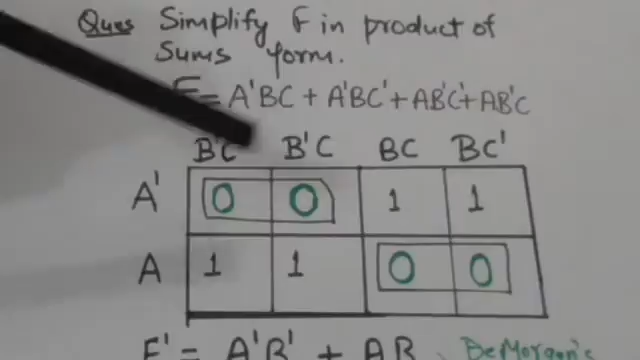 Ques Simplify F in product of
Sums form.
F = A'BC + A'BC' + AB'C' + AB'C
B'C BC BC'
A' 0 0 1 1
A 1 1 0 0
F' = A'B' + AB DeMorgan's